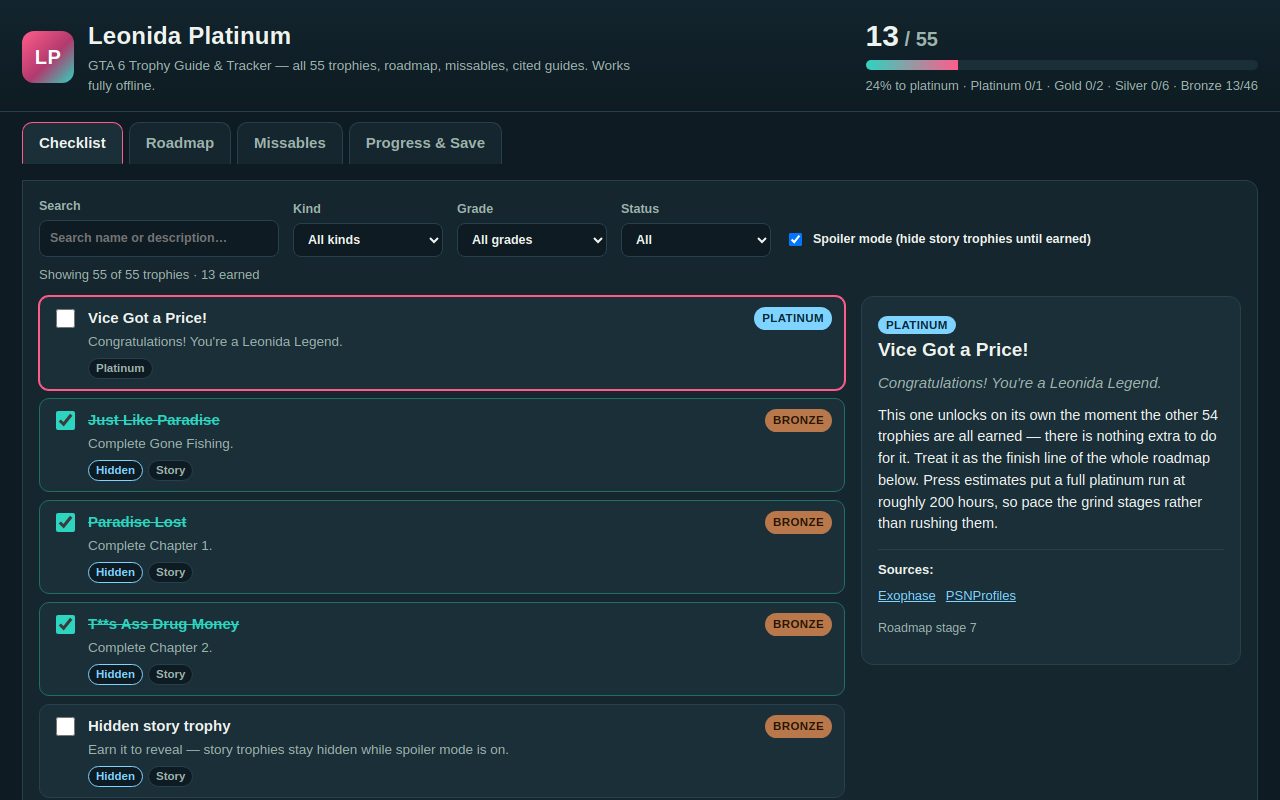 LP
Leonida Platinum
GTA 6 Trophy Guide & Tracker — all 55 trophies, roadmap, missables, cited guides. Works
fully offline.
13 / 55
24% to platinum · Platinum 0/1 · Gold 0/2 · Silver 0/6 · Bronze 13/46
Checklist
Roadmap
Missables
Progress & Save
Search
Kind
Grade
Status
Search name or description…
All kinds
All grades
All
Spoiler mode (hide story trophies until earned)
Showing 55 of 55 trophies · 13 earned
Vice Got a Price!
PLATINUM
Congratulations! You're a Leonida Legend.
Platinum
Just Like Paradise
BRONZE
Complete Gone Fishing.
Hidden
Story
Paradise Lost
BRONZE
Complete Chapter 1.
Hidden
Story
T**s Ass Drug Money
BRONZE
Complete Chapter 2.
Hidden
Story
Hidden story trophy
BRONZE
Earn it to reveal — story trophies stay hidden while spoiler mode is on.
Hidden
Story
PLATINUM
Vice Got a Price!
Congratulations! You're a Leonida Legend.
This one unlocks on its own the moment the other 54
trophies are all earned — there is nothing extra to do
for it. Treat it as the finish line of the whole roadmap
below. Press estimates put a full platinum run at
roughly 200 hours, so pace the grind stages rather
than rushing them.
Sources:
Exophase
PSNProfiles
Roadmap stage 7